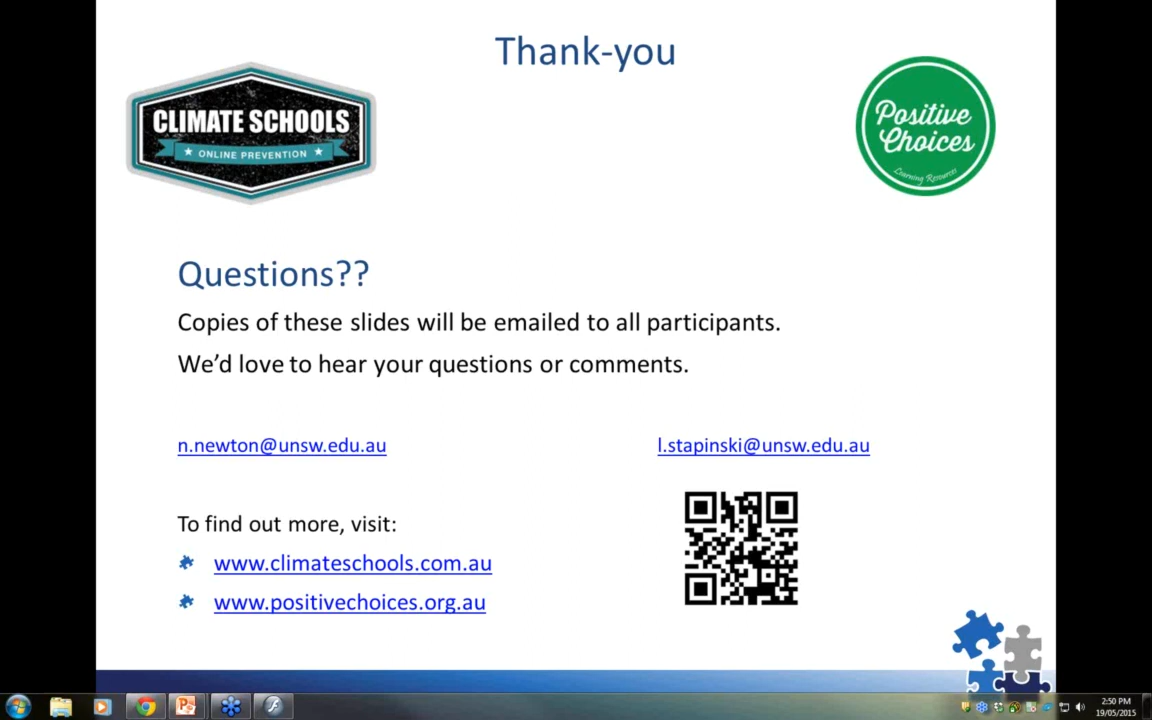 Thank-you
CLIMATE SCHOOLS
ONLINE PREVENTION
Positive
Choices
Learning Resources
Questions??
Copies of these slides will be emailed to all participants.
We’d love to hear your questions or comments.
n.newton@unsw.edu.au
l.stapinski@unsw.edu.au
To find out more, visit:
www.climateschools.com.au
www.positivechoices.org.au
2:50 PM
19/05/2015